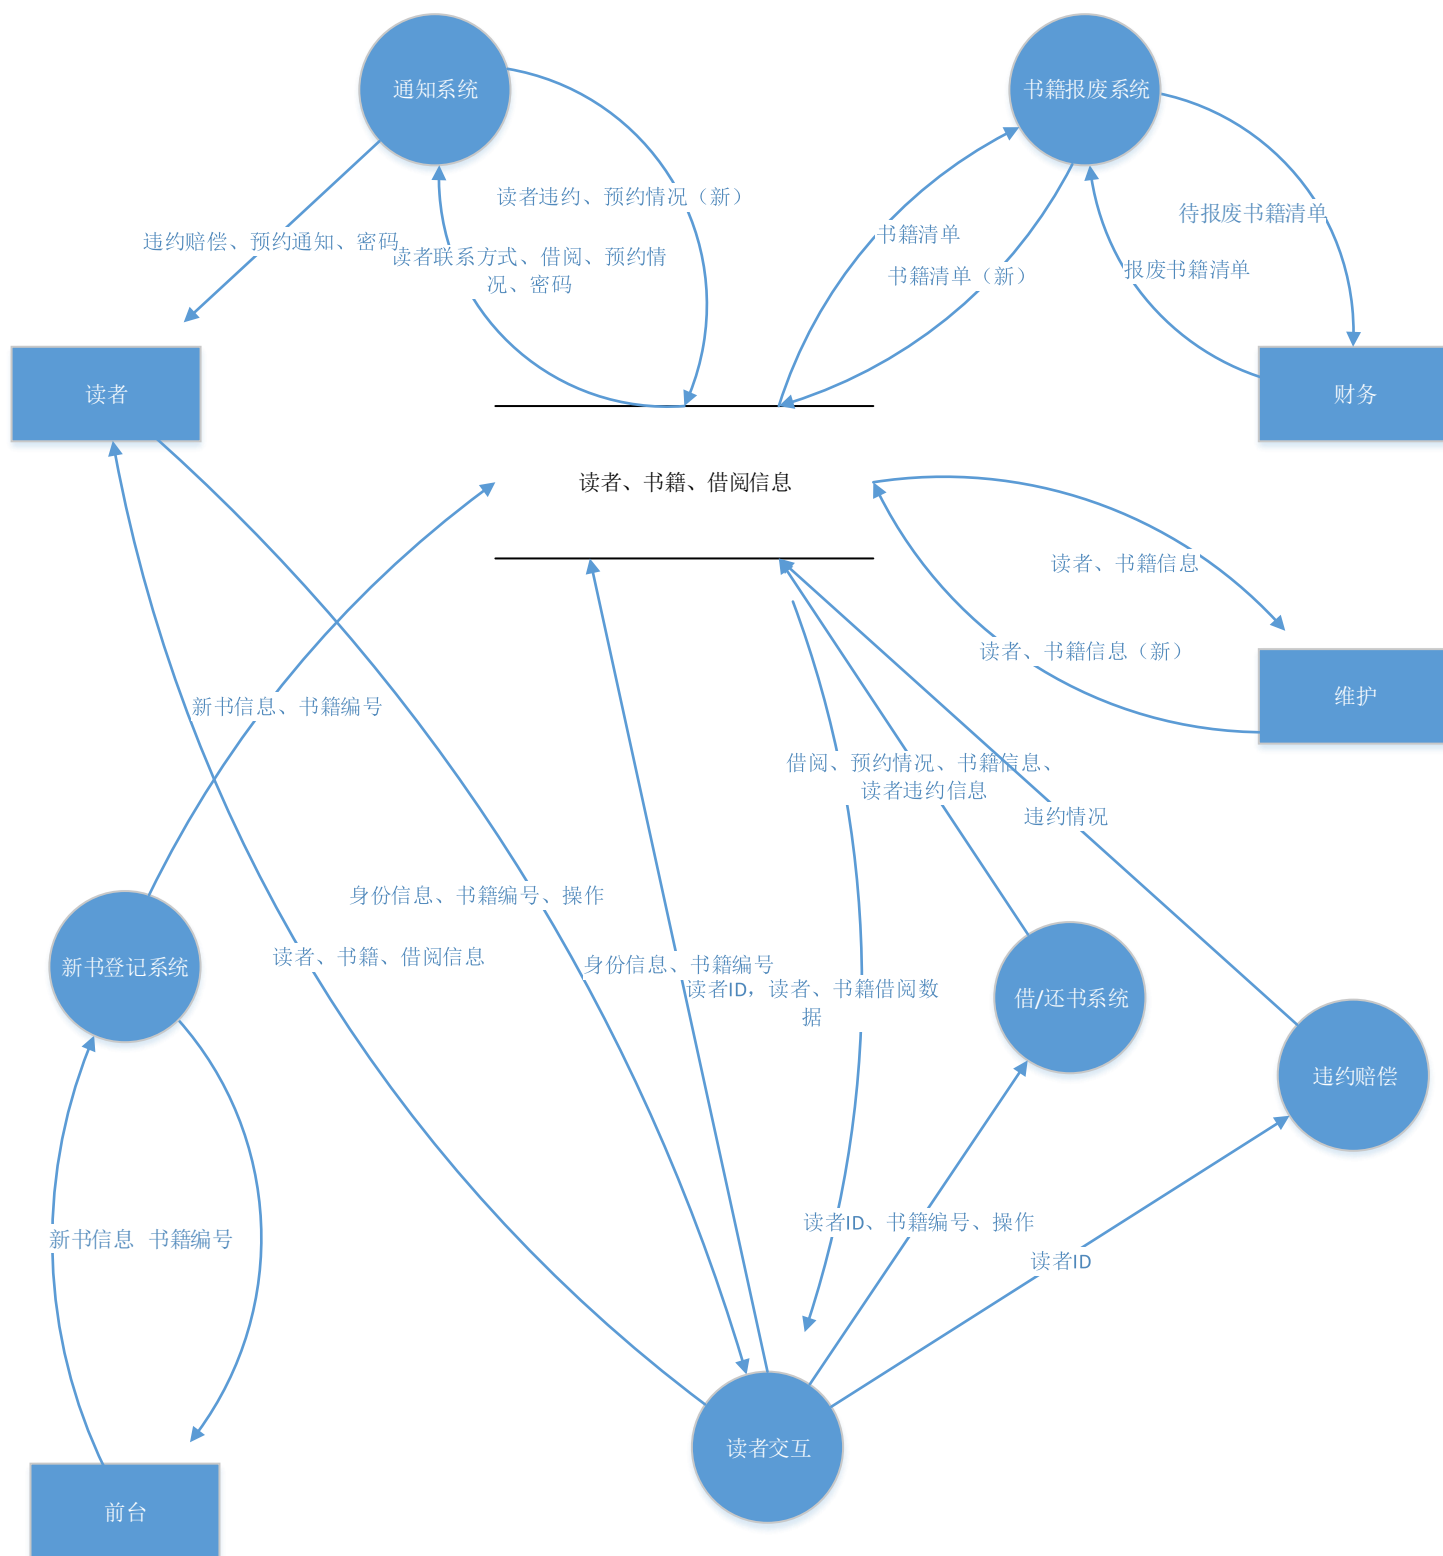 通知系统
书籍报废系统
读者违约、预约情况（新）
待报废书籍清单
违约赔偿、预约通知、密码
书籍清单
读者联系方式、借阅、预约情
况、密码
书籍清单（新）
报废书籍清单
读者
财务
读者、书籍、借阅信息
读者、书籍信息
读者、书籍信息（新）
维护
新书信息、书籍编号
借阅、预约情况、书籍信息、
读者违约信息
违约情况
身份信息、书籍编号、操作
读者、书籍、借阅信息
新书登记系统
身份信息、书籍编号
读者ID，读者、书籍借阅数
据
借/还书系统
违约赔偿
新书信息
书籍编号
读者ID、书籍编号、操作
读者ID
读者交互
前台